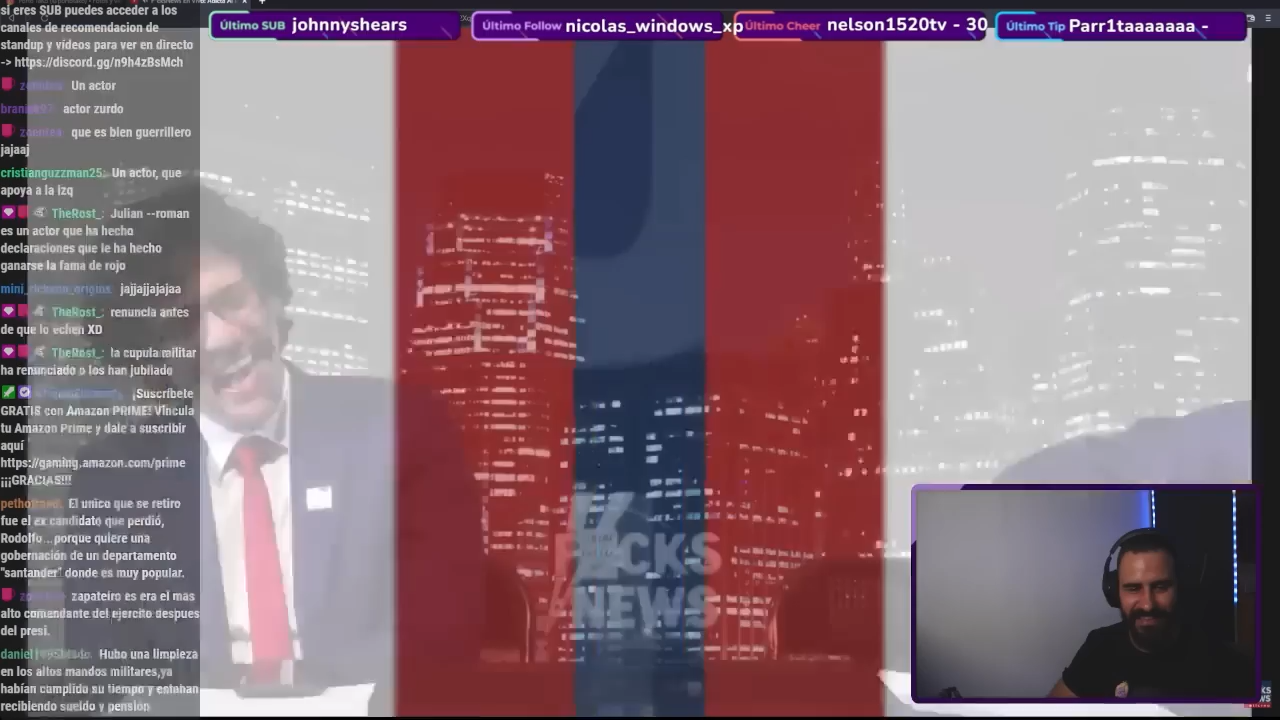 Último SUB johnnyshears
Último Follow nicolas_windows_xp
Último Cheer nelson1520tv - 30
Último Tip Parr1taaaaaaa -
si eres SUB puedes acceder a los
canales de recomendacion de
standup y vídeos para ver en directo
-> https://discord.gg/n9h4zBsMch
Un actor
actor zurdo
que es bien guerrillero
jajaaj
cristianguzzman25: Un actor, que
apoya a la izq
TheRost_: Julian --roman
es un actor que ha hecho
declaraciones que le ha hecho
ganarse la fama de rojo
jajjajjajajaa
TheRost_: renuncia antes
de que lo echen XD
TheRost_: la cupula militar
ha renunciado o los han jubilado
¡Suscríbete
GRATIS con Amazon PRIME! Vincula
tu Amazon Prime y dale a suscribir
aquí
https://gaming.amazon.com/prime
¡¡¡GRACIAS!!!
El unico que se retiro
fue el ex candidato que perdió,
Rodolfo... porque quiere una
gobernación de un departamento
"santander" donde es muy popular.
zapateiro es era el mas
alto comandante del ejercito despues
del presi.
Hubo una limpieza
en los altos mandos militares,ya
habían cumplido su tiempo y estaban
recibiendo sueldo y pensión
F*CKS
NEWS